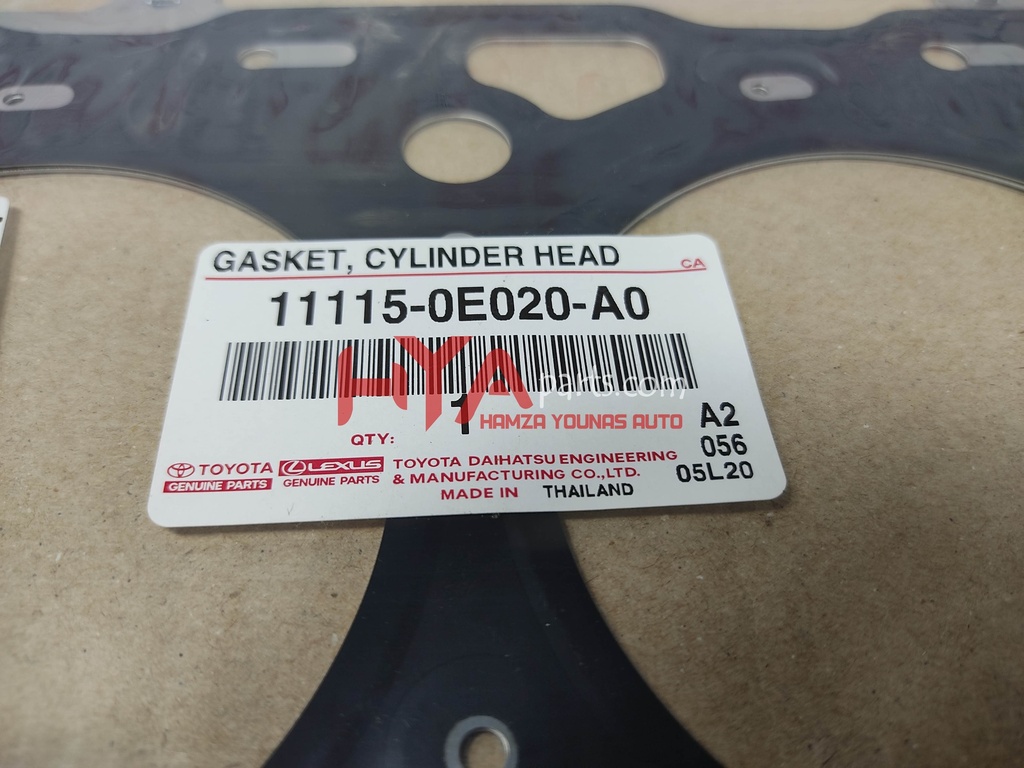 GASKET, CYLINDER HEAD
CA
11115-0E020-A0
HYA parts.com
HAMZA YOUNAS AUTO
QTY: 1
A2
056
05L20
TOYOTA
GENUINE PARTS
LEXUS
GENUINE PARTS
TOYOTA DAIHATSU ENGINEERING
& MANUFACTURING CO., LTD.
MADE IN THAILAND